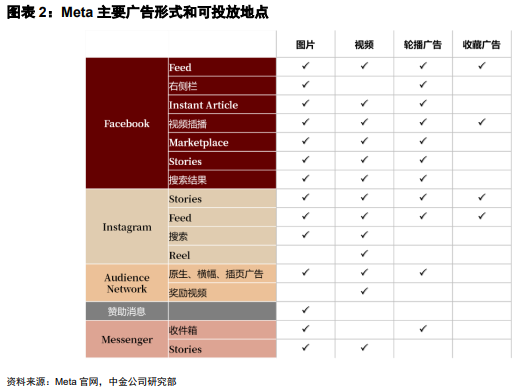 图表 2：Meta 主要广告形式和可投放地点
图片 视频 轮播广告 收藏广告
Facebook
Feed ✓ ✓ ✓ ✓
右侧栏 ✓ ✓
Instant Article ✓ ✓ ✓
视频插播 ✓ ✓ ✓ ✓
Marketplace ✓ ✓ ✓
Stories ✓ ✓ ✓
搜索结果 ✓ ✓ ✓
Instagram
Stories ✓ ✓ ✓ ✓
Feed ✓ ✓ ✓ ✓
搜索 ✓ ✓
Reel ✓
Audience
Network
原生、横幅、插页广告 ✓ ✓ ✓
奖励视频 ✓
赞助消息 ✓
Messenger
收件箱 ✓ ✓
Stories ✓ ✓
资料来源：Meta 官网，中金公司研究部